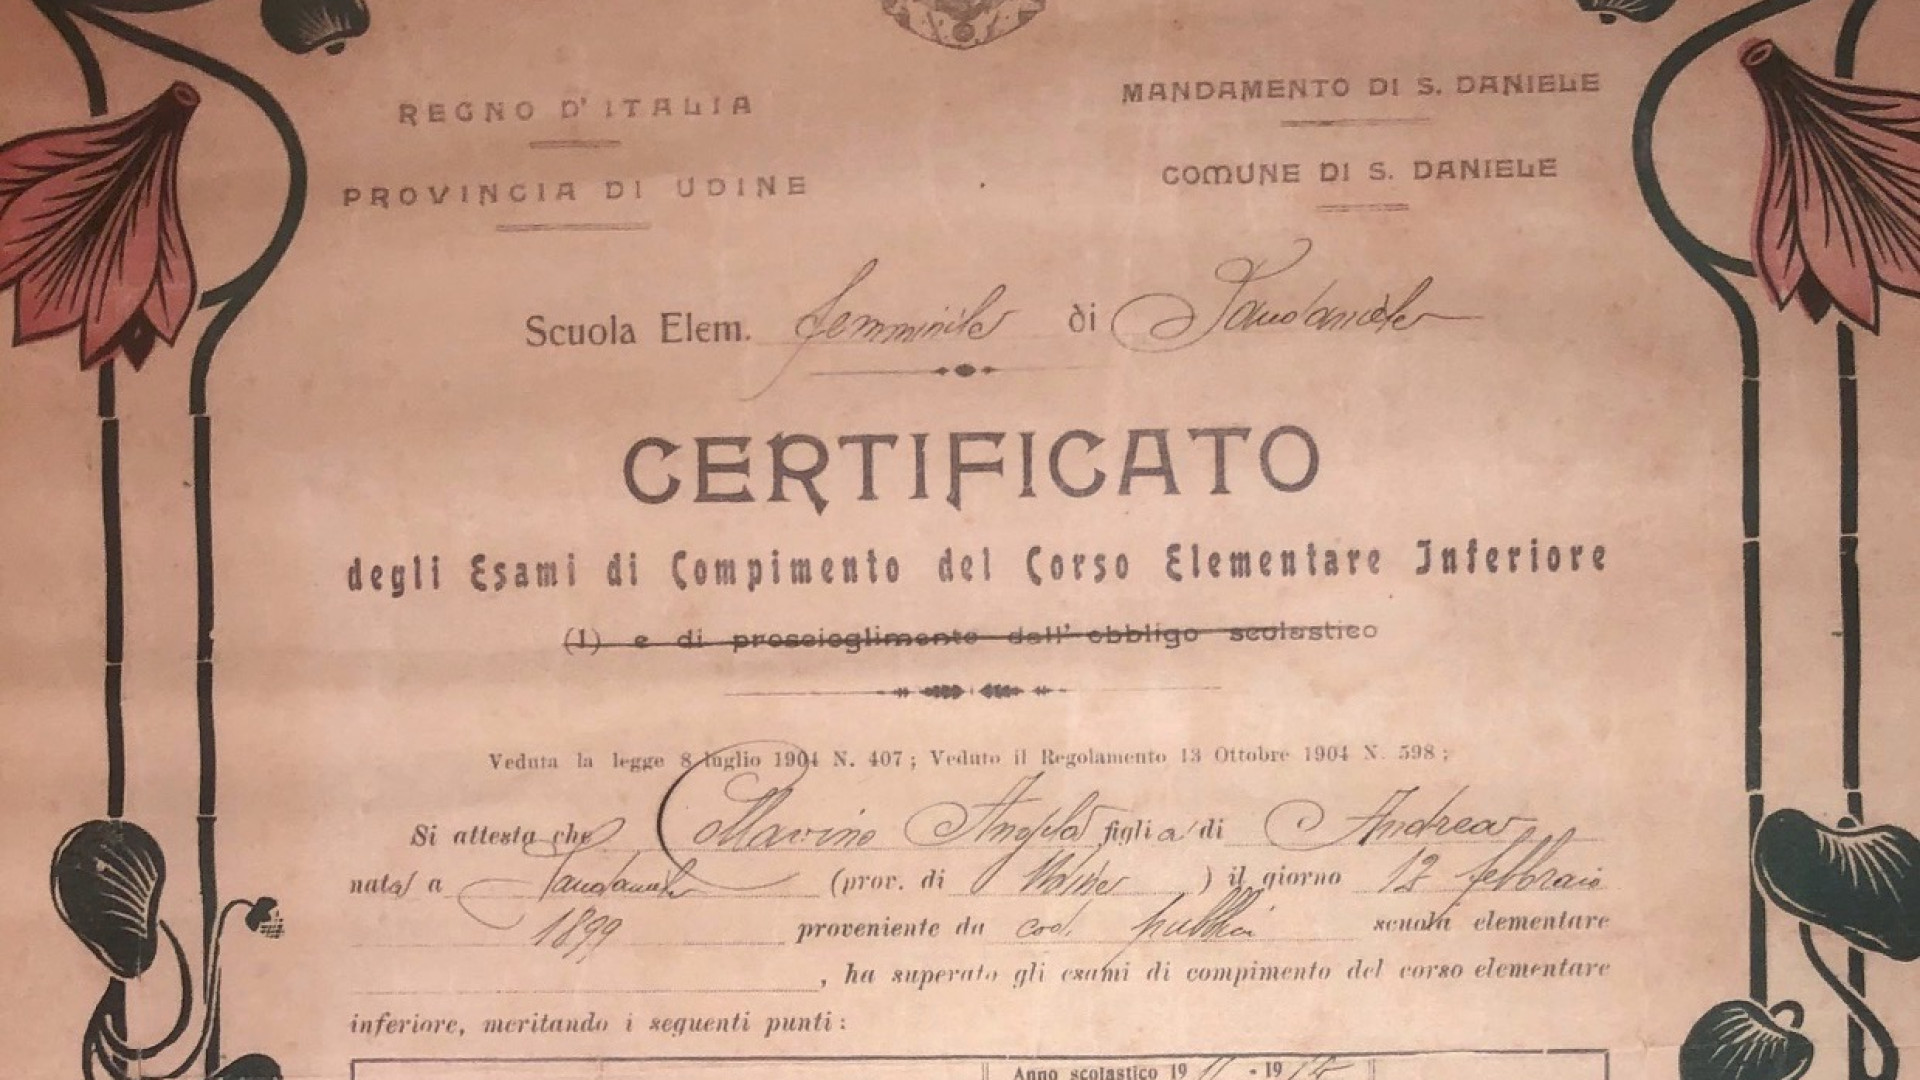 REGNO D'ITALIA
PROVINCIA DI UDINE
MANDAMENTO DI S. DANIELE
COMUNE DI S. DANIELE
Scuola Elem. femminile di Sandaniele
CERTIFICATO
degli Esami di Compimento del Corso Elementare Inferiore
(1) e di proscioglimento dall' obbligo scolastico
Veduta la legge 8 luglio 1904 N. 407; Veduto il Regolamento 13 Ottobre 1904 N. 598;
Si attesta che Marino Angela figlia di Andrea
nata a Sandaniele (prov. di Udine) il giorno 12 febbraio
1899 proveniente da scuola elementare
, ha superato gli esami di compimento del corso elementare
inferiore, meritando i seguenti punti:
Anno scolastico 1911 - 19